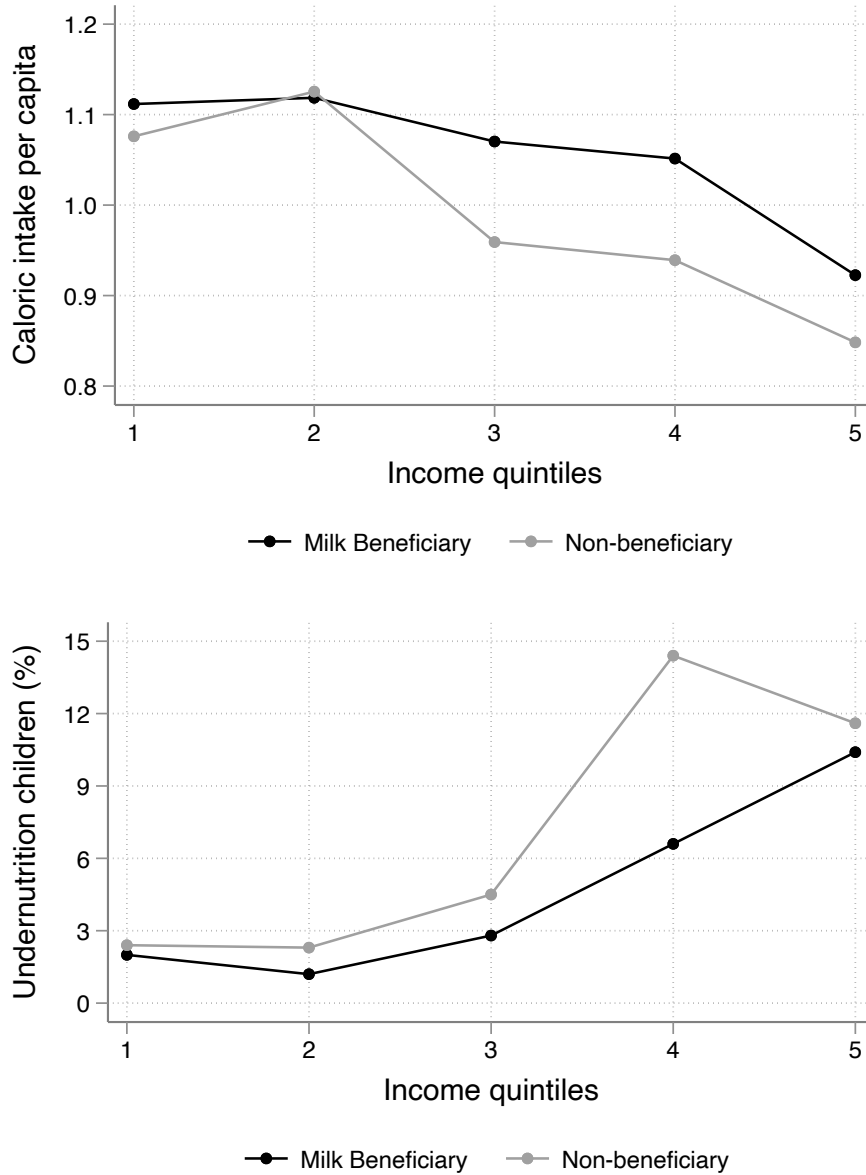 Caloric intake per capita
1.2
1.1
1.0
0.9
0.8
1 2 3 4 5
Income quintiles
Milk Beneficiary Non-beneficiary
Undernutrition children (%)
15
12
9
6
3
0
1 2 3 4 5
Income quintiles
Milk Beneficiary Non-beneficiary